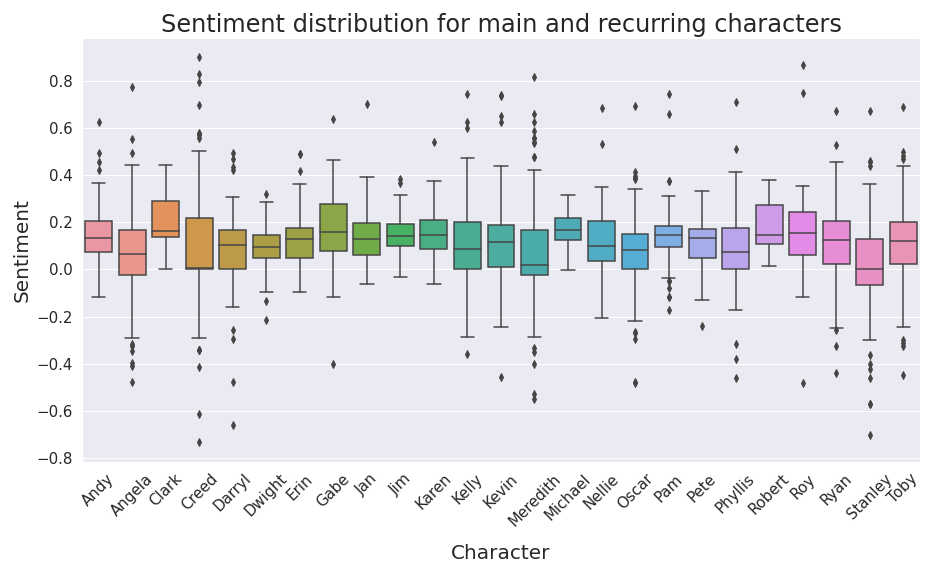 Sentiment distribution for main and recurring characters
Sentiment
0.8
0.6
0.4
0.2
0.0
−0.2
−0.4
−0.6
−0.8
Andy
Angela
Clark
Creed
Darryl
Dwight
Erin
Gabe
Jan
Jim
Karen
Kelly
Kevin
Meredith
Michael
Nellie
Oscar
Pam
Pete
Phyllis
Robert
Roy
Ryan
Stanley
Toby
Character